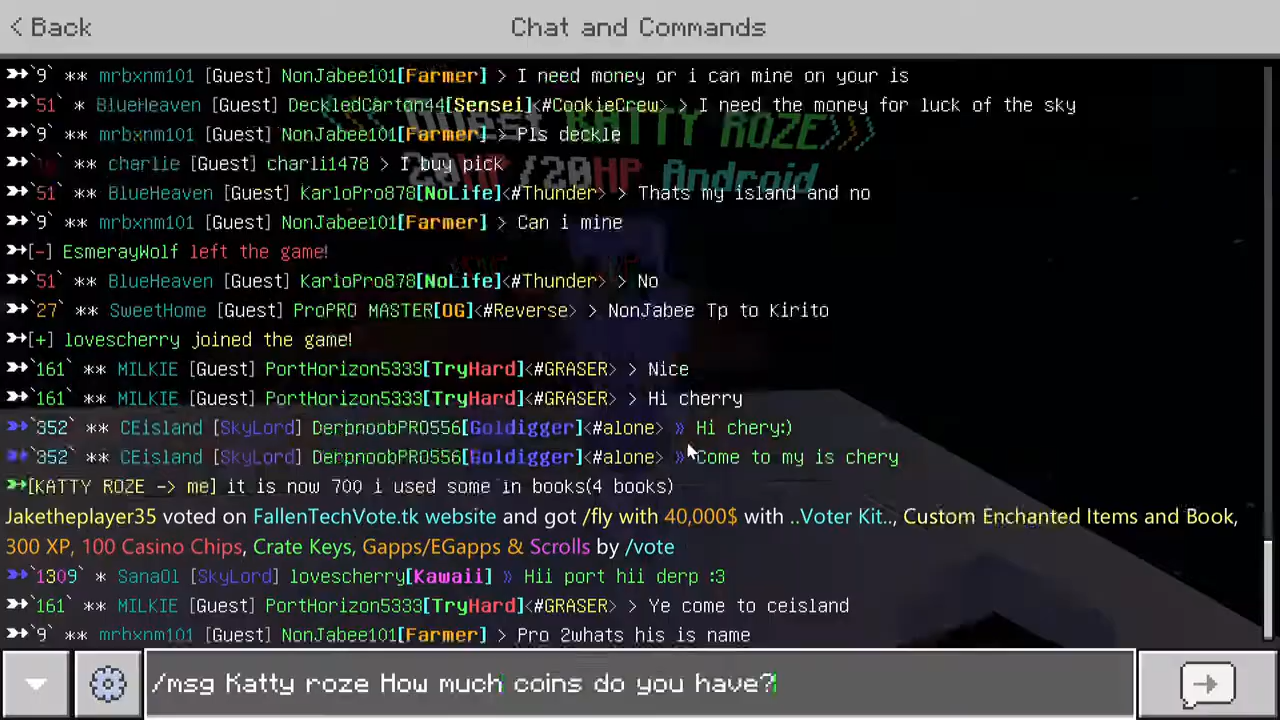 Back
Chat and Commands
`9` ** mrbxnm101 [Guest] NonJabee101[Farmer] > I need money or i can mine on your is
`51` * BlueHeaven [Guest] DeckledCarton44[Sensei]<#CookieCrew> > I need the money for luck of the sky
`9` ** mrbxnm101 [Guest] NonJabee101[Farmer] > Pls deckle
** charlie [Guest] charli1478 > I buy pick
`51` ** BlueHeaven [Guest] KarloPro878[NoLife]<#Thunder> > Thats my island and no
`9` ** mrbxnm101 [Guest] NonJabee101[Farmer] > Can i mine
[-] EsmerayWolf left the game!
`51` ** BlueHeaven [Guest] KarloPro878[NoLife]<#Thunder> > No
`27` ** SweetHome [Guest] ProPRO MASTER[OG]<#Reverse> > NonJabee Tp to Kirito
[+] lovescherry joined the game!
`161` ** MILKIE [Guest] PortHorizon5333[TryHard]<#GRASER> > Nice
`161` ** MILKIE [Guest] PortHorizon5333[TryHard]<#GRASER> > Hi cherry
`352` ** CEisland [SkyLord] DerpnoobPRO556[Goldigger]<#alone> » Hi chery:)
`352` ** CEisland [SkyLord] DerpnoobPRO556[Goldigger]<#alone> » Come to my is chery
[KATTY ROZE -> me] it is now 700 i used some in books(4 books)
Jaketheplayer35 voted on FallenTechVote.tk website and got /fly with 40,000$ with ..Voter Kit.., Custom Enchanted Items and Book,
300 XP, 100 Casino Chips, Crate Keys, Gapps/EGapps & Scrolls by /vote
`1309` * SanaOl [SkyLord] lovescherry[Kawaii] » Hii port hii derp :3
`161` ** MILKIE [Guest] PortHorizon5333[TryHard]<#GRASER> > Ye come to ceisland
`9` ** mrbxnm101 [Guest] NonJabee101[Farmer] > Pro 2whats his is name
/msg Katty roze How much coins do you have?
Guest KATTY ROZE
20HP /20HP Android